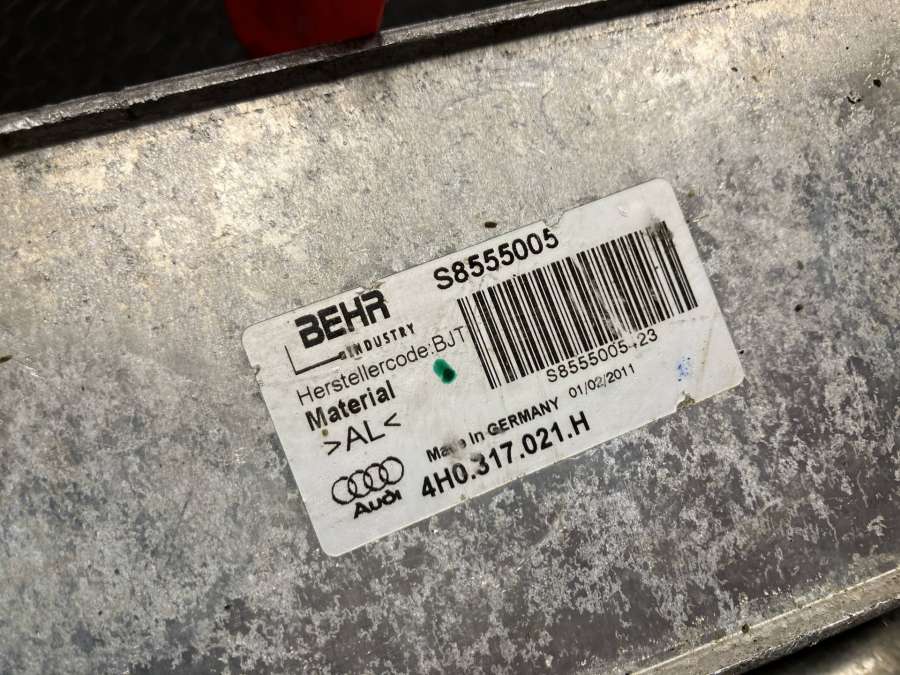 S8555005
BEHR
INDUSTRY
Herstellercode:BJT
S8555005 23
Material
>AL<
Made In GERMANY 01/02/2011
4H0.317.021.H
Audi